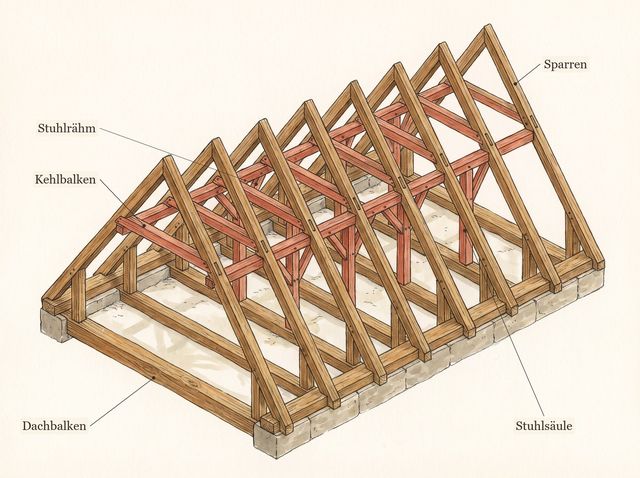 Sparren
Stuhlrähm
Kehlbalken
Dachbalken
Stuhlsäule